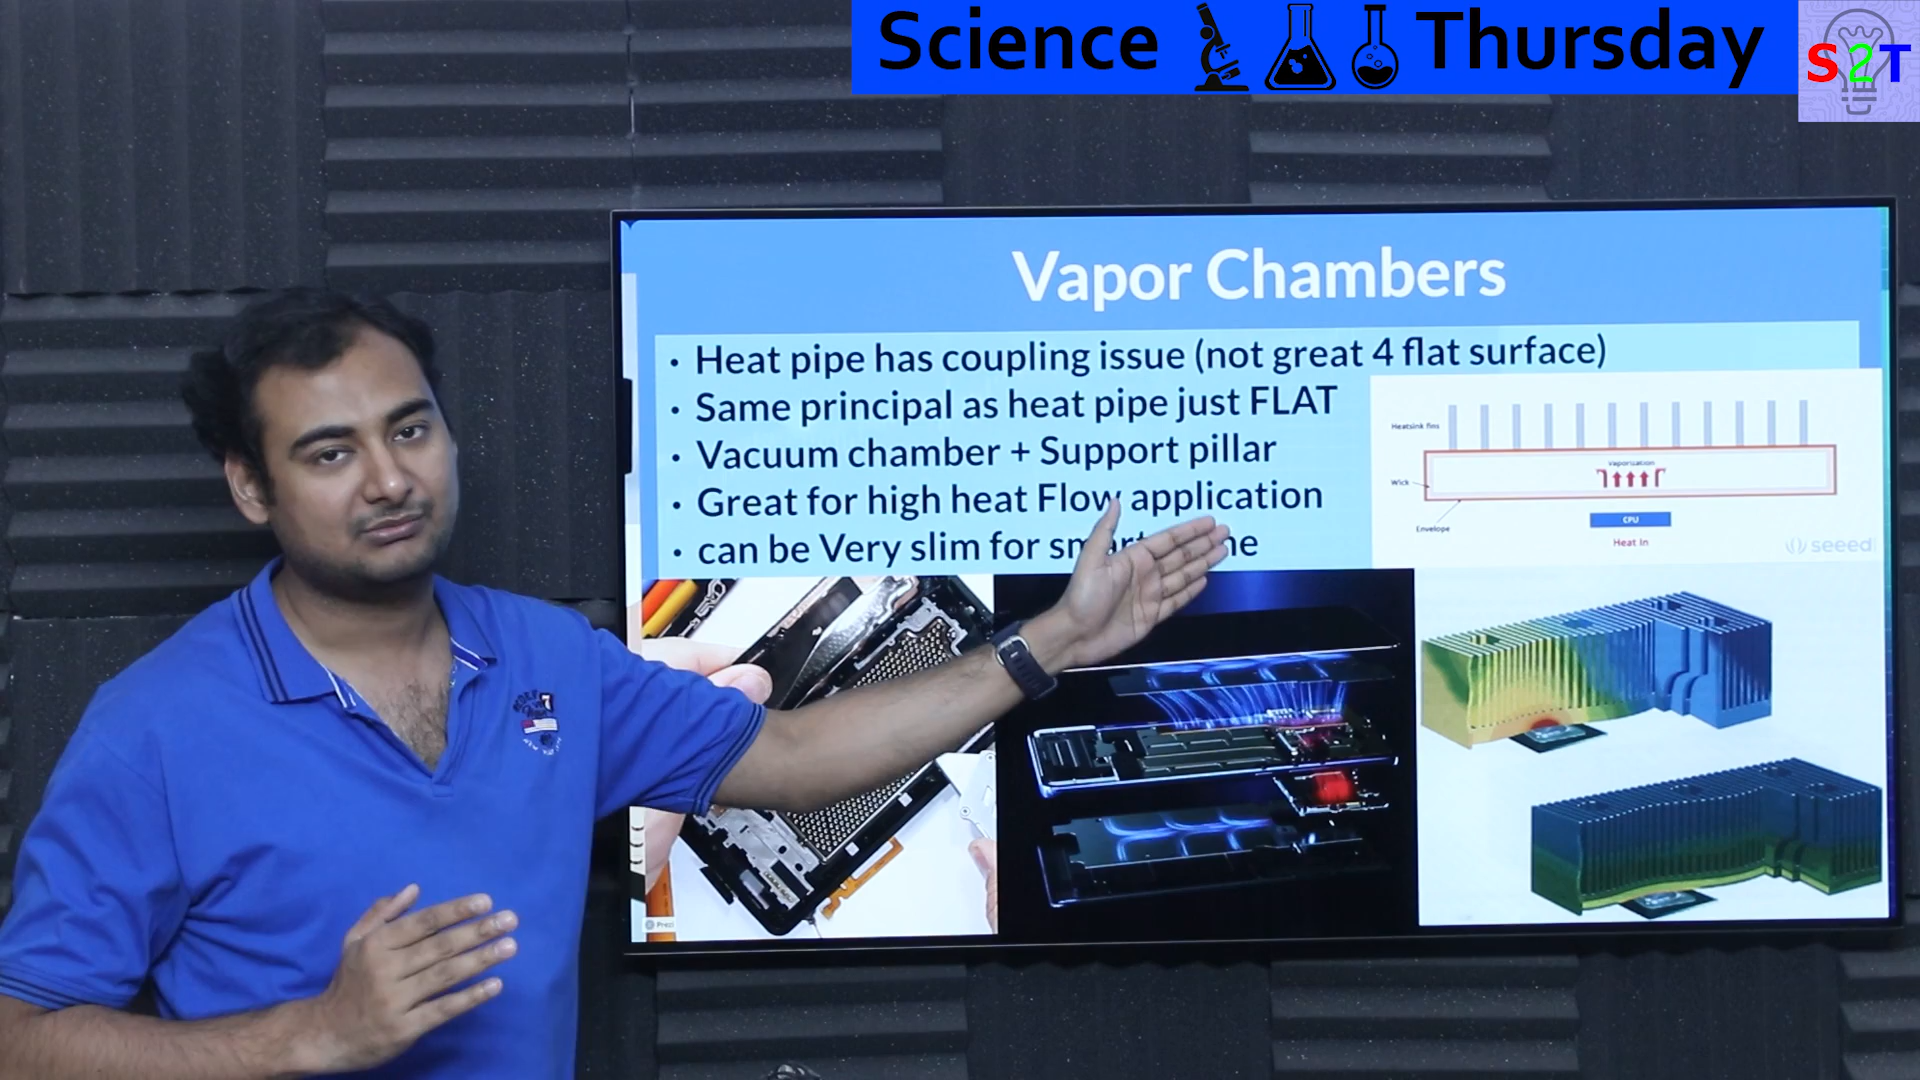 Science Thursday
S2T
Vapor Chambers
• Heat pipe has coupling issue (not great 4 flat surface)
• Same principal as heat pipe just FLAT
• Vacuum chamber + Support pillar
• Great for high heat Flow application
• can be Very slim for
Heatsink fins
Vaporisation
Wick
Envelope
CPU
Heat In
seeed
Prezi